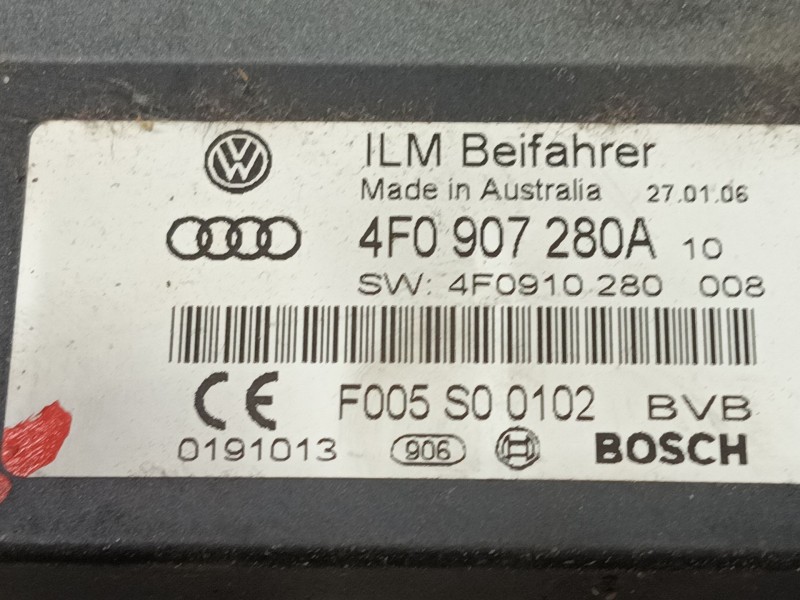 ILM Beifahrer
Made in Australia 27.01.06
4F0 907 280A 10
SW: 4F0910 280 008
CE F005 S0 0102 BVB
0191013 906 BOSCH